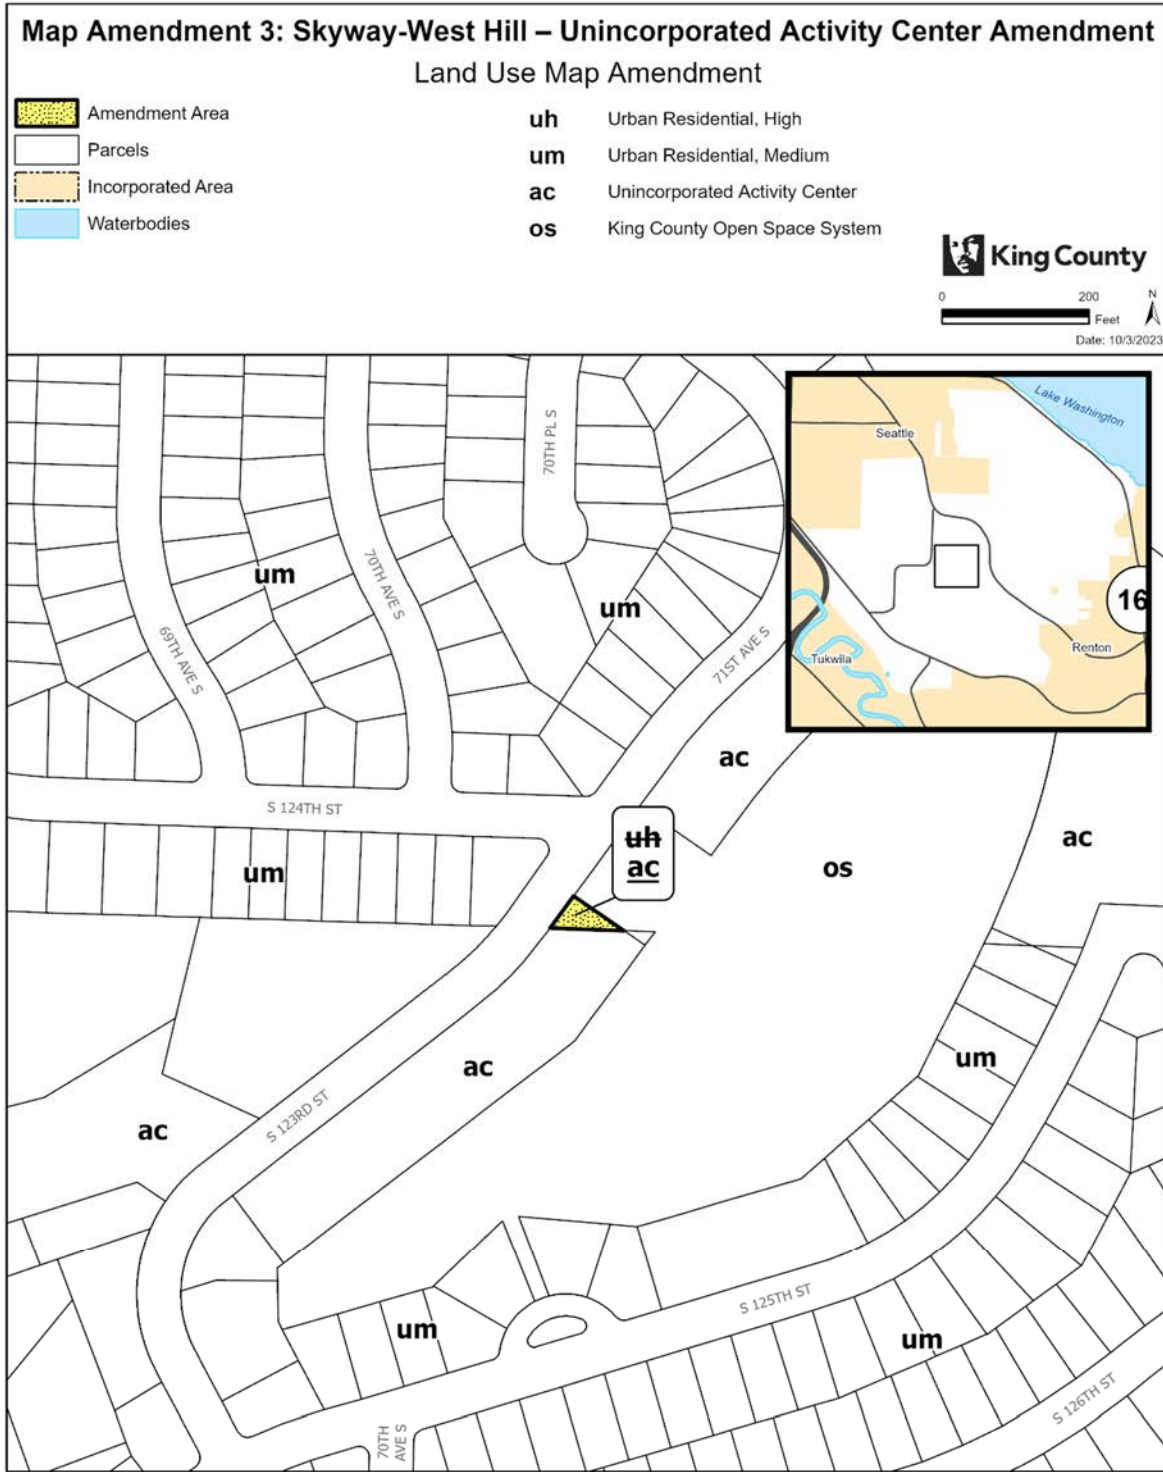 Map Amendment 3: Skyway-West Hill – Unincorporated Activity Center Amendment
Land Use Map Amendment
Amendment Area
Parcels
Incorporated Area
Waterbodies
uh Urban Residential, High
um Urban Residential, Medium
ac Unincorporated Activity Center
os King County Open Space System
King County
0 200
Feet
N
Date: 10/3/2023
Lake Washington
Seattle
16
Renton
Tukwila
70TH PL S
um
70TH AVE S
um
69TH AVE S
71ST AVE S
ac
S 124TH ST
uh
ac
ac
um
os
um
ac
ac
S 123RD ST
S 125TH ST
um
um
S 126TH ST
70TH
AVE S